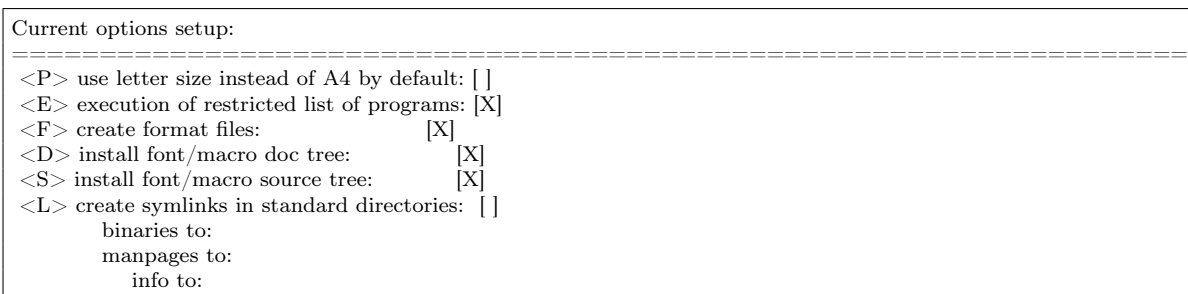 Current options setup:
===================================================================
<P> use letter size instead of A4 by default: [ ]
<E> execution of restricted list of programs: [X]
<F> create format files: [X]
<D> install font/macro doc tree: [X]
<S> install font/macro source tree: [X]
<L> create symlinks in standard directories: [ ]
binaries to:
manpages to:
info to: